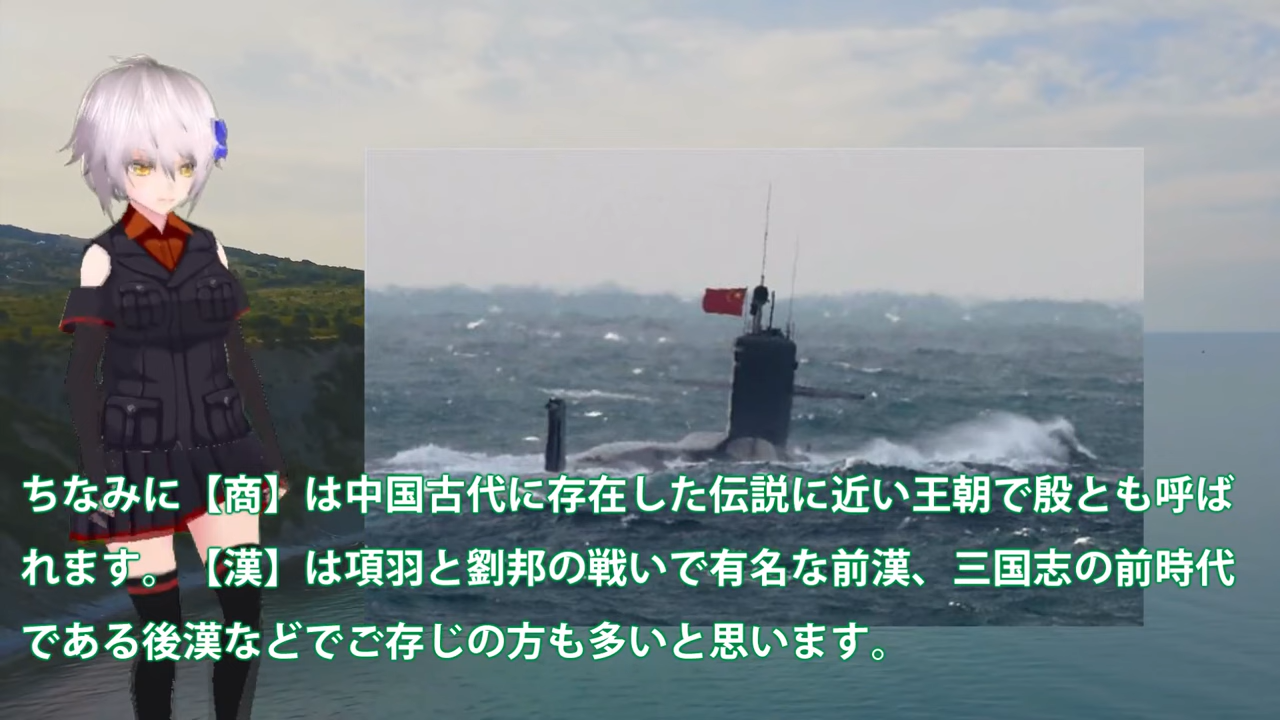 ちなみに【商】は中国古代に存在した伝説に近い王朝で殷とも呼ば
れます。【漢】は項羽と劉邦の戦いで有名な前漢、三国志の前時代
である後漢などでご存じの方も多いと思います。